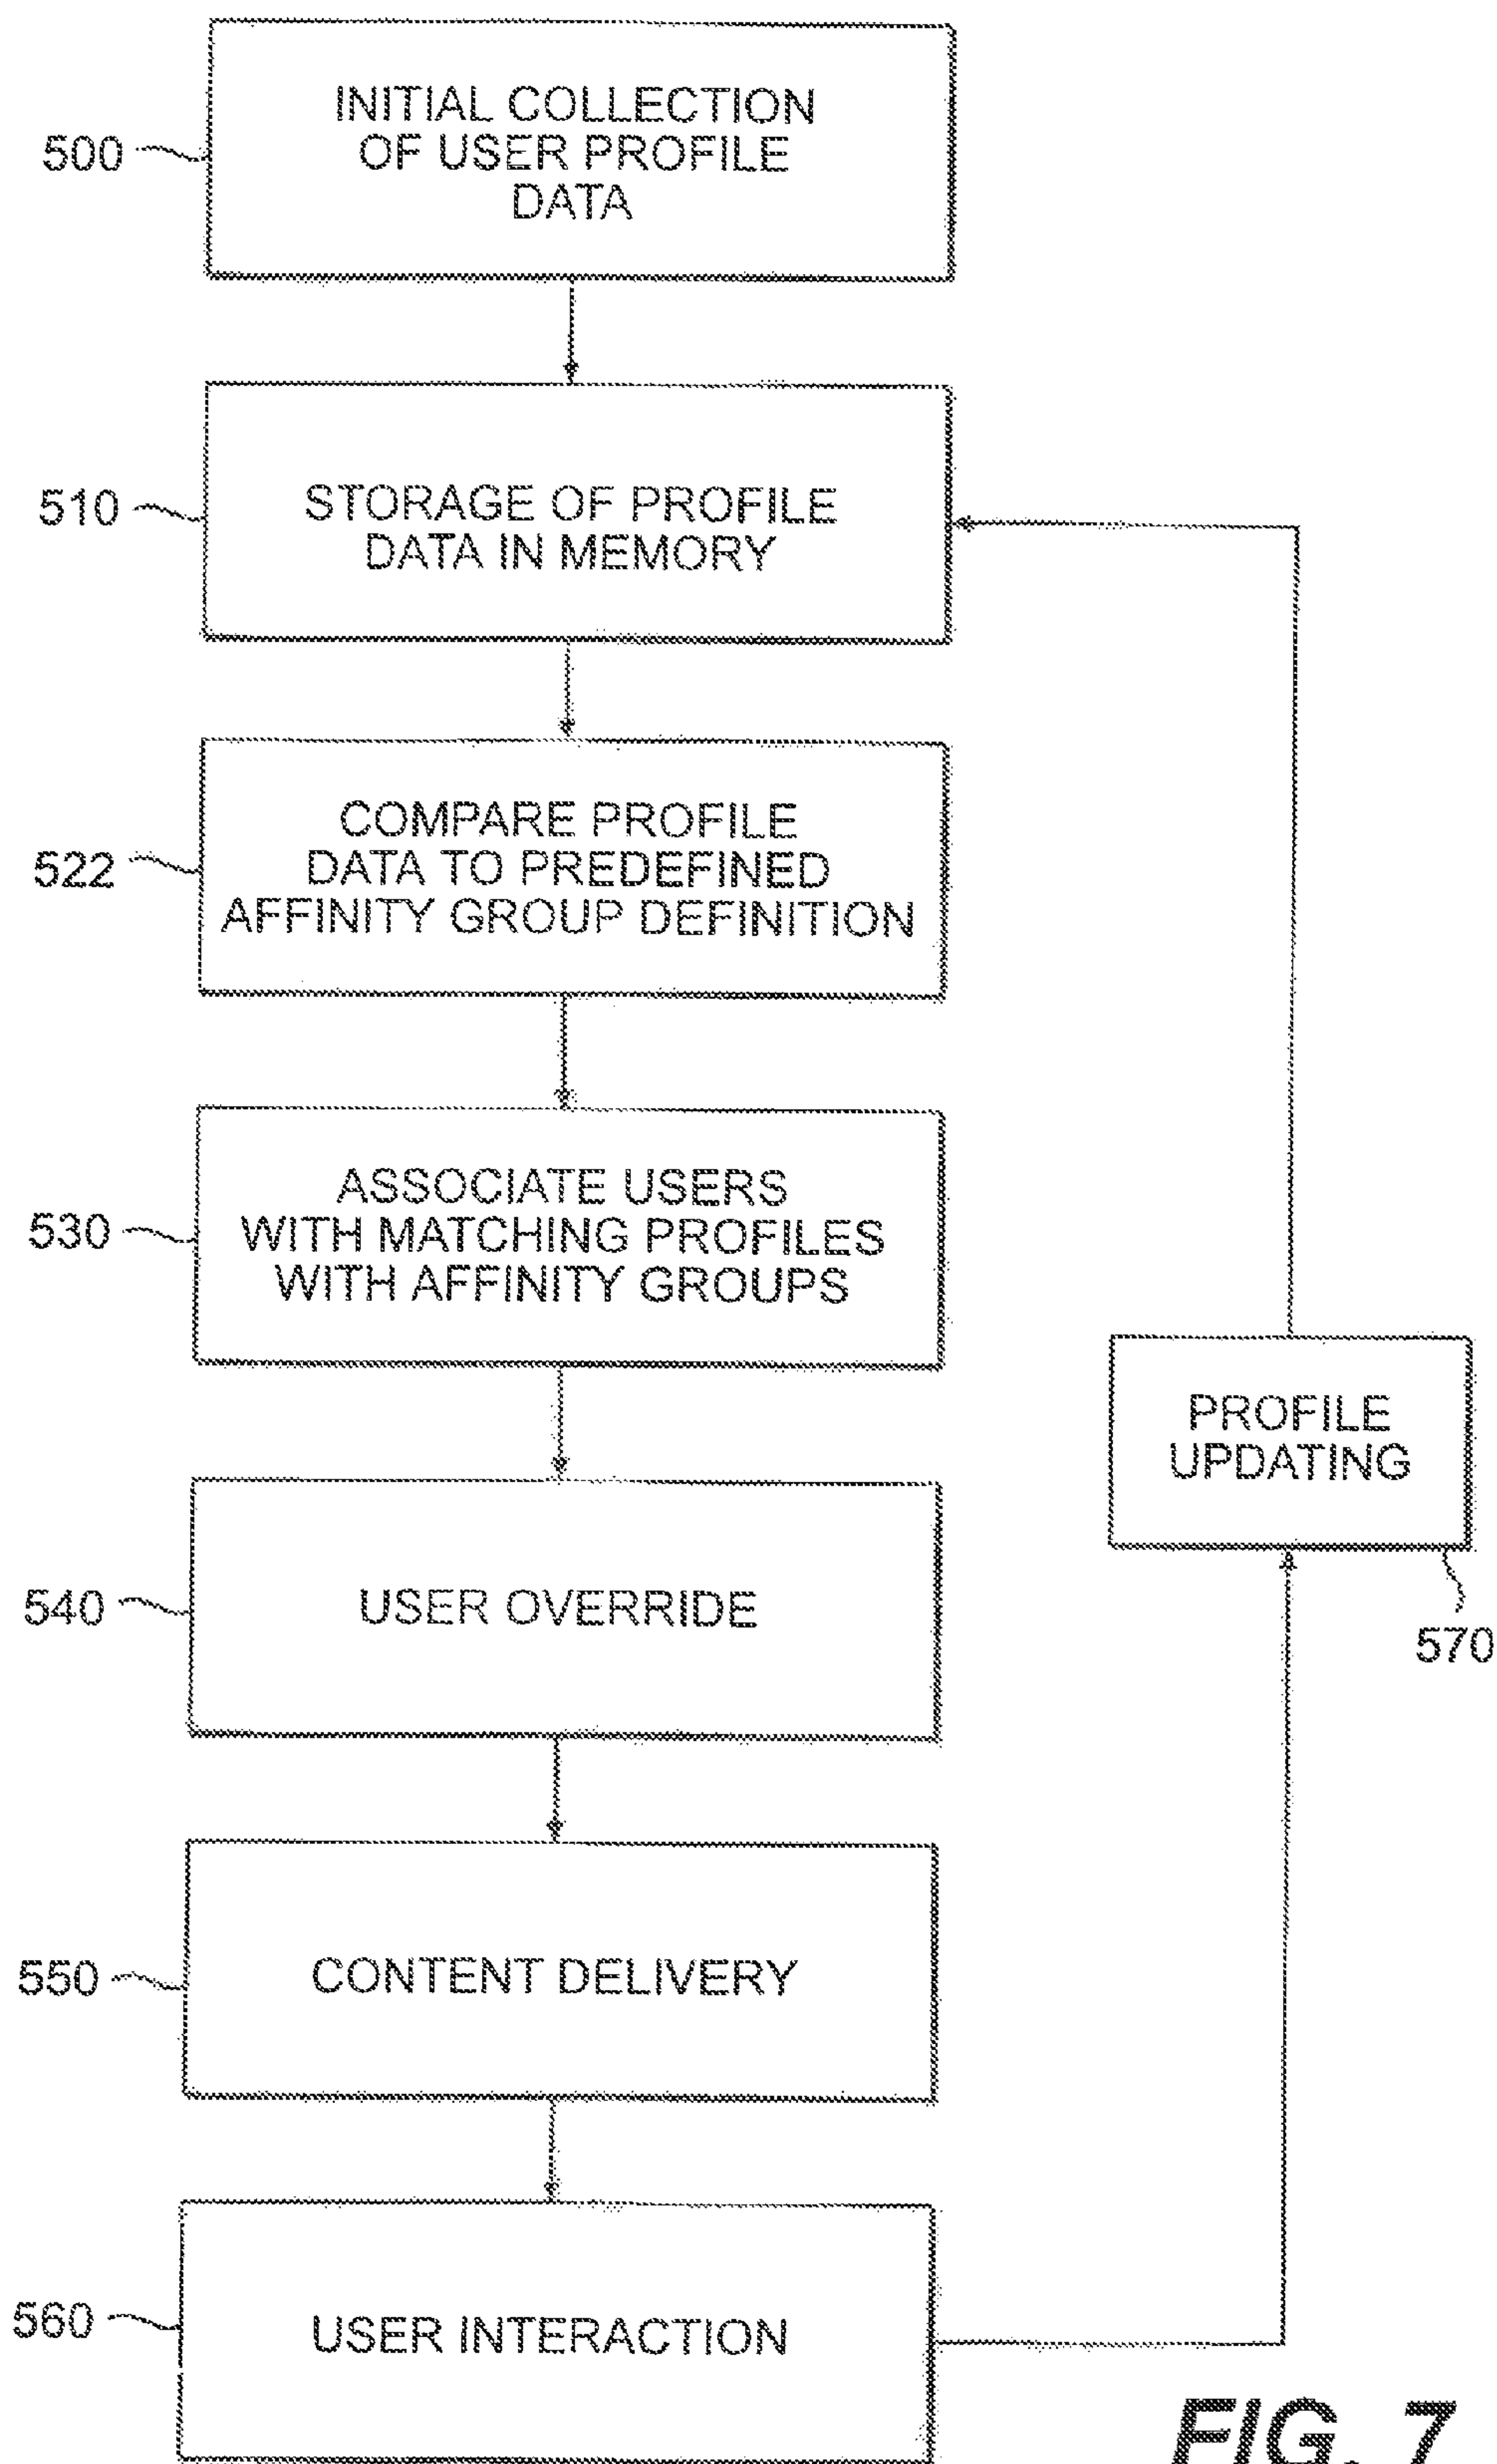 INITIAL COLLECTION
OF USER PROFILE
DATA
500
STORAGE OF PROFILE
DATA IN MEMORY
510
COMPARE PROFILE
DATA TO PREDEFINED
AFFINITY GROUP DEFINITION
522
ASSOCIATE USERS
WITH MATCHING PROFILES
WITH AFFINITY GROUPS
530
PROFILE
UPDATING
570
USER OVERRIDE
540
CONTENT DELIVERY
550
USER INTERACTION
560
FIG. 7